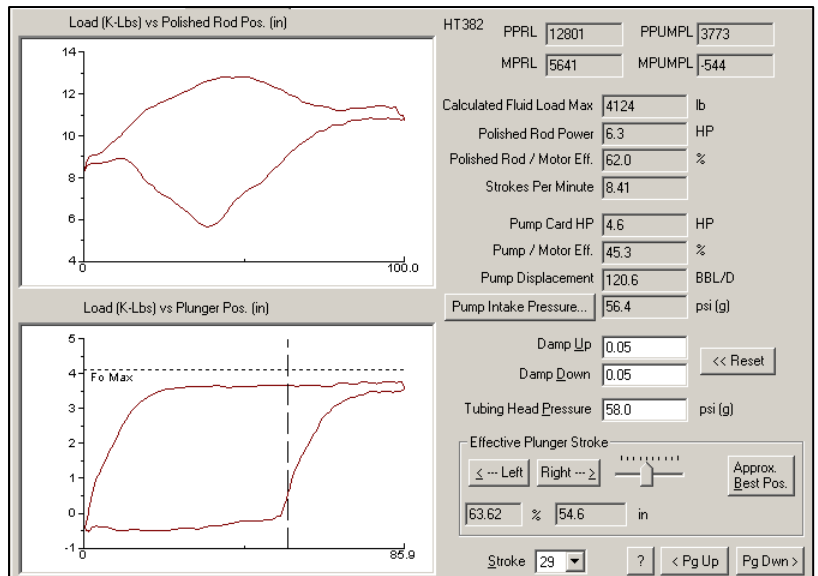 Load (K-Lbs) vs Polished Rod Pos. (in)
14
12
10
8
6
4
0
100.0
Load (K-Lbs) vs Plunger Pos. (in)
5
4
Fo Max
3
2
1
0
-1
0
85.9
HT382 PPRL 12801 PPUMPL 3773
MPRL 5641 MPUMPL -544
Calculated Fluid Load Max 4124 lb
Polished Rod Power 6.3 HP
Polished Rod / Motor Eff. 62.0 %
Strokes Per Minute 8.41
Pump Card HP 4.6 HP
Pump / Motor Eff. 45.3 %
Pump Displacement 120.6 BBL/D
Pump Intake Pressure... 56.4 psi (g)
Damp Up 0.05
<< Reset
Damp Down 0.05
Tubing Head Pressure 58.0 psi (g)
Effective Plunger Stroke
< --- Left Right --- > Approx. Best Pos.
63.62 % 54.6 in
Stroke 29 ? < Pg Up Pg Dwn >